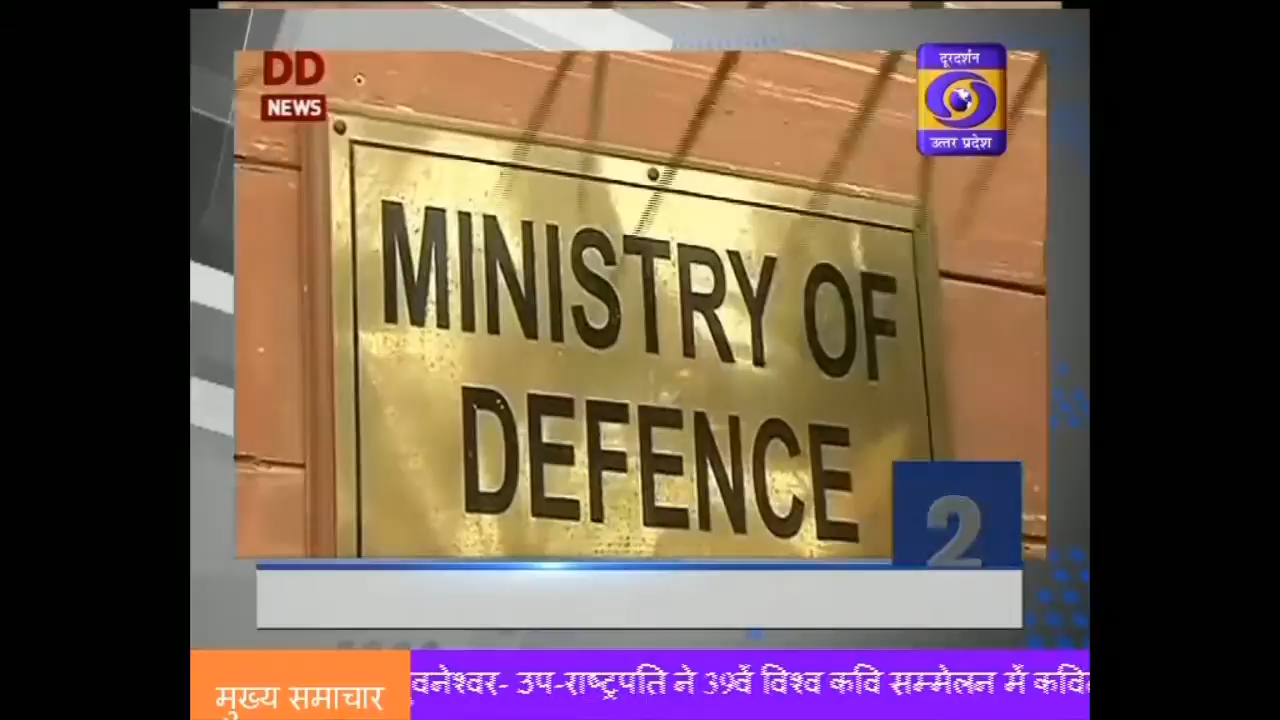 DD
NEWS
दूरदर्शन
उत्तर प्रदेश
MINISTRY OF
DEFENCE
2
मुख्य समाचार
उप-राष्ट्रपति ने 39वें विश्व कवि सम्मेलन में